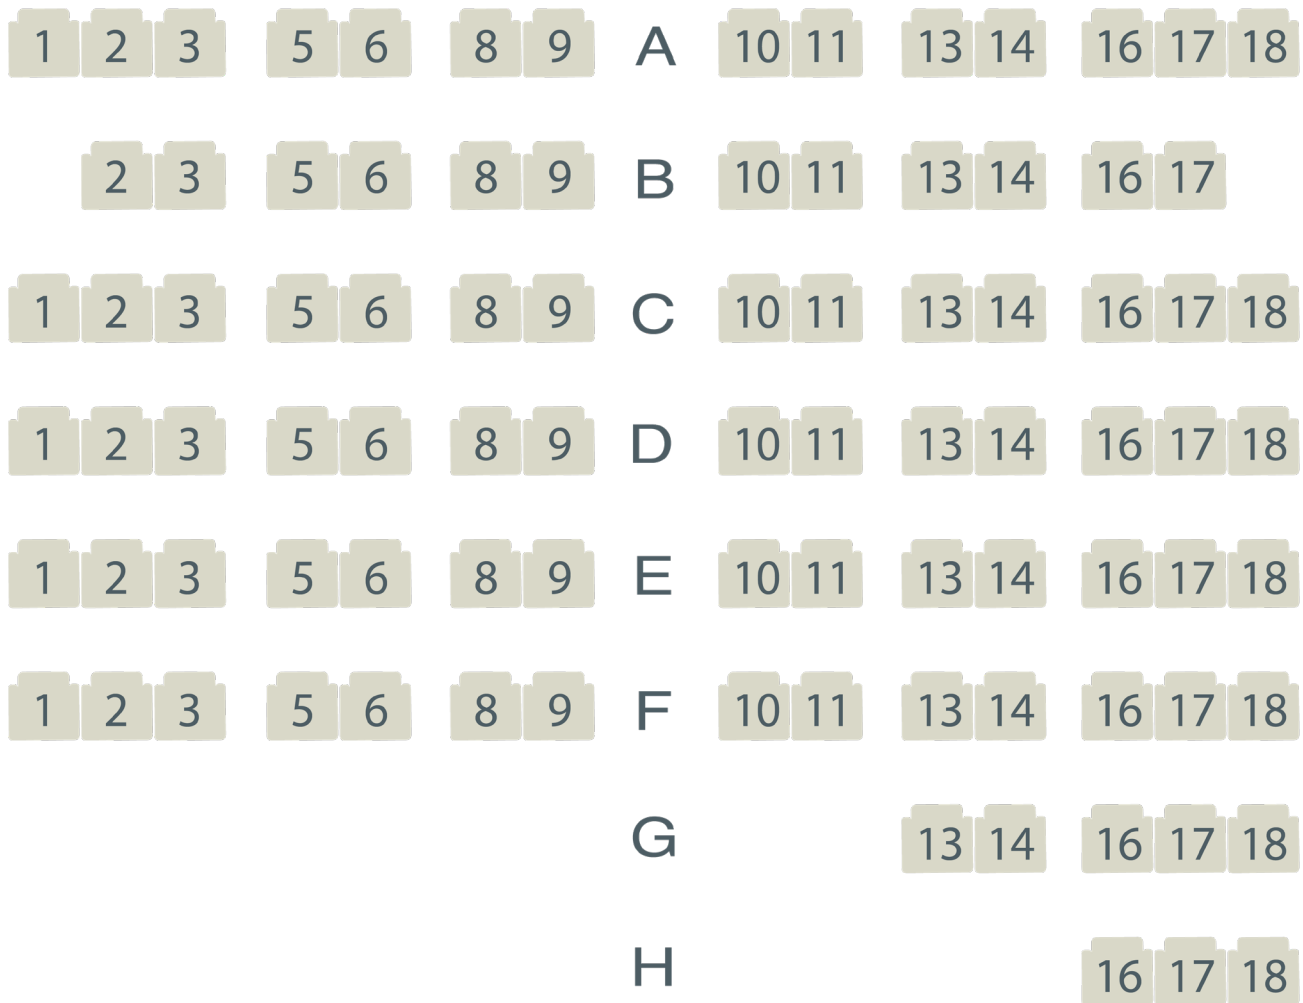 1 2 3 5 6 8 9 A 10 11 13 14 16 17 18
2 3 5 6 8 9 B 10 11 13 14 16 17
1 2 3 5 6 8 9 C 10 11 13 14 16 17 18
1 2 3 5 6 8 9 D 10 11 13 14 16 17 18
1 2 3 5 6 8 9 E 10 11 13 14 16 17 18
1 2 3 5 6 8 9 F 10 11 13 14 16 17 18
G 13 14 16 17 18
H 16 17 18